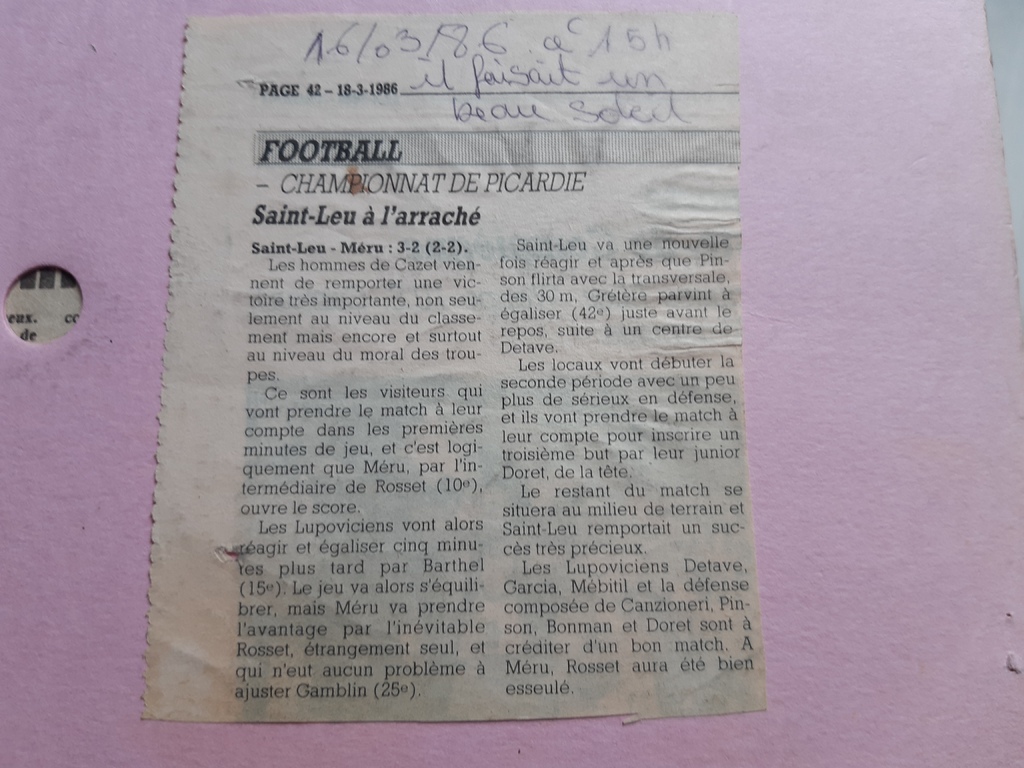 16/03/86 à 15h
il faisait un
PAGE 42 – 18-3-1986
beau soleil
FOOTBALL
– CHAMPIONNAT DE PICARDIE
Saint-Leu à l'arraché
Saint-Leu - Méru : 3-2 (2-2).
Les hommes de Cazet vien-
nent de remporter une vic-
toire très importante, non seu-
lement au niveau du classe-
ment mais encore et surtout
au niveau du moral des trou-
pes.
Ce sont les visiteurs qui
vont prendre le match à leur
compte dans les premières
minutes de jeu, et c'est logi-
quement que Méru, par l'in-
termédiaire de Rosset (10e),
ouvre le score.
Les Lupoviciens vont alors
réagir et égaliser cinq minu-
tes plus tard par Barthel
(15e). Le jeu va alors s'équili-
brer, mais Méru va prendre
l'avantage par l'inévitable
Rosset, étrangement seul, et
qui n'eut aucun problème à
ajuster Gamblin (25e).
Saint-Leu va une nouvelle
fois réagir et après que Pin-
son flirta avec la transversale,
des 30 m, Grétère parvint à
égaliser (42e) juste avant le
repos, suite à un centre de
Detave.
Les locaux vont débuter la
seconde période avec un peu
plus de sérieux en défense,
et ils vont prendre le match à
leur compte pour inscrire un
troisième but par leur junior
Doret, de la tête.
Le restant du match se
situera au milieu de terrain et
Saint-Leu remportait un suc-
cès très précieux.
Les Lupoviciens Detave,
Garcia, Mébitil et la défense
composée de Canzioneri, Pin-
son, Bonman et Doret sont à
créditer d'un bon match. A
Méru, Rosset aura été bien
esseulé.
eux. cc
de